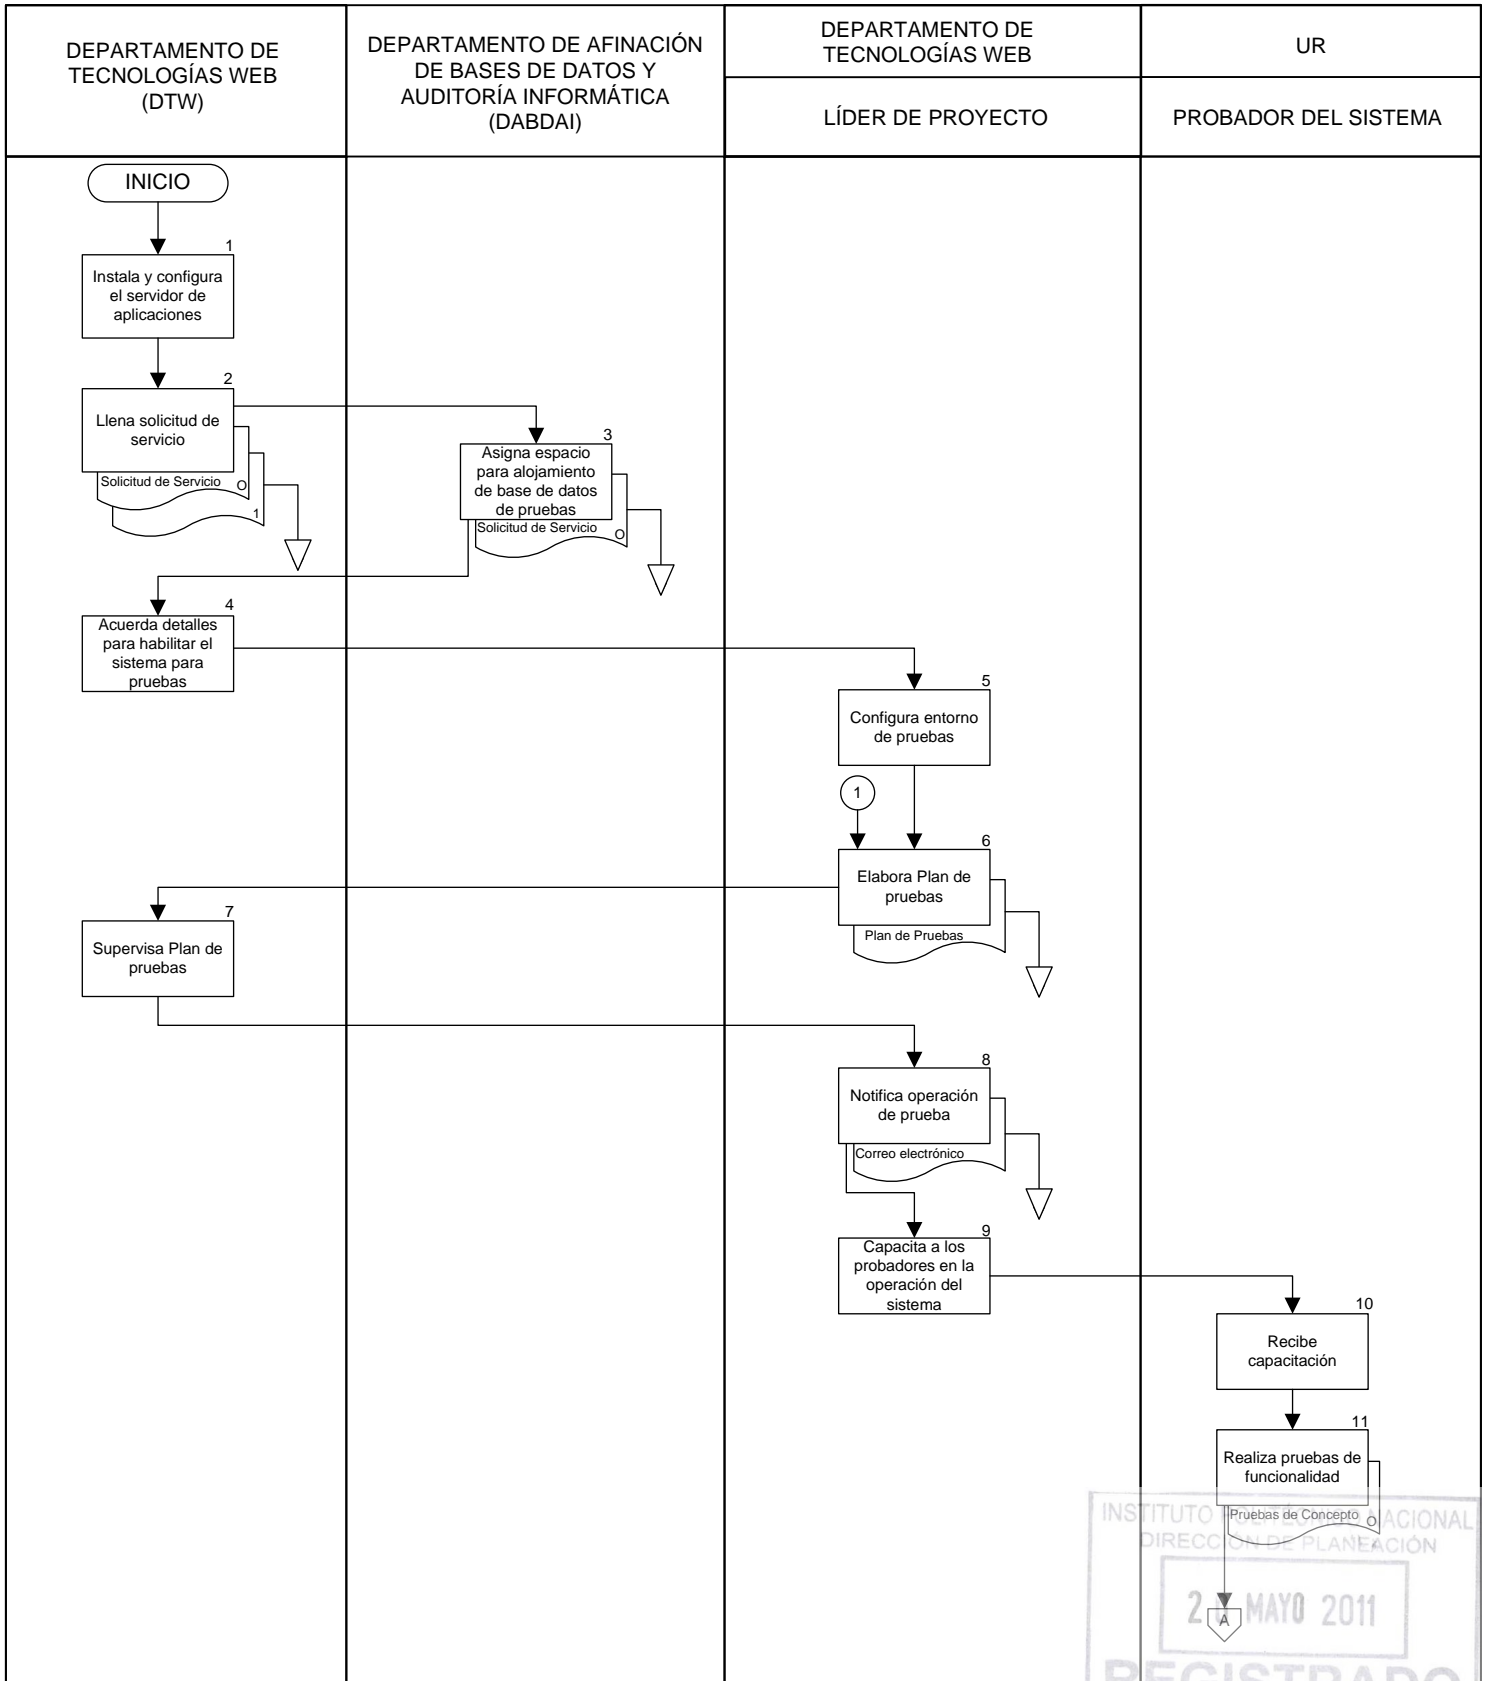 DEPARTAMENTO DE
TECNOLOGÍAS WEB
(DTW)
DEPARTAMENTO DE AFINACIÓN
DE BASES DE DATOS Y
AUDITORÍA INFORMÁTICA
(DABDAI)
DEPARTAMENTO DE
TECNOLOGÍAS WEB
LÍDER DE PROYECTO
UR
PROBADOR DEL SISTEMA
INICIO
1
Instala y configura
el servidor de
aplicaciones
2
Llena solicitud de
servicio
Solicitud de Servicio
O
1
3
Asigna espacio
para alojamiento
de base de datos
de pruebas
Solicitud de Servicio
O
4
Acuerda detalles
para habilitar el
sistema para
pruebas
5
Configura entorno
de pruebas
1
6
Elabora Plan de
pruebas
Plan de Pruebas
7
Supervisa Plan de
pruebas
8
Notifica operación
de prueba
Correo electrónico
9
Capacita a los
probadores en la
operación del
sistema
10
Recibe
capacitación
11
Realiza pruebas de
funcionalidad
Pruebas de Concepto
O
A
INSTITUTO POLITÉCNICO NACIONAL
DIRECCIÓN DE PLANEACIÓN
MAYO 2011
REGISTRADO